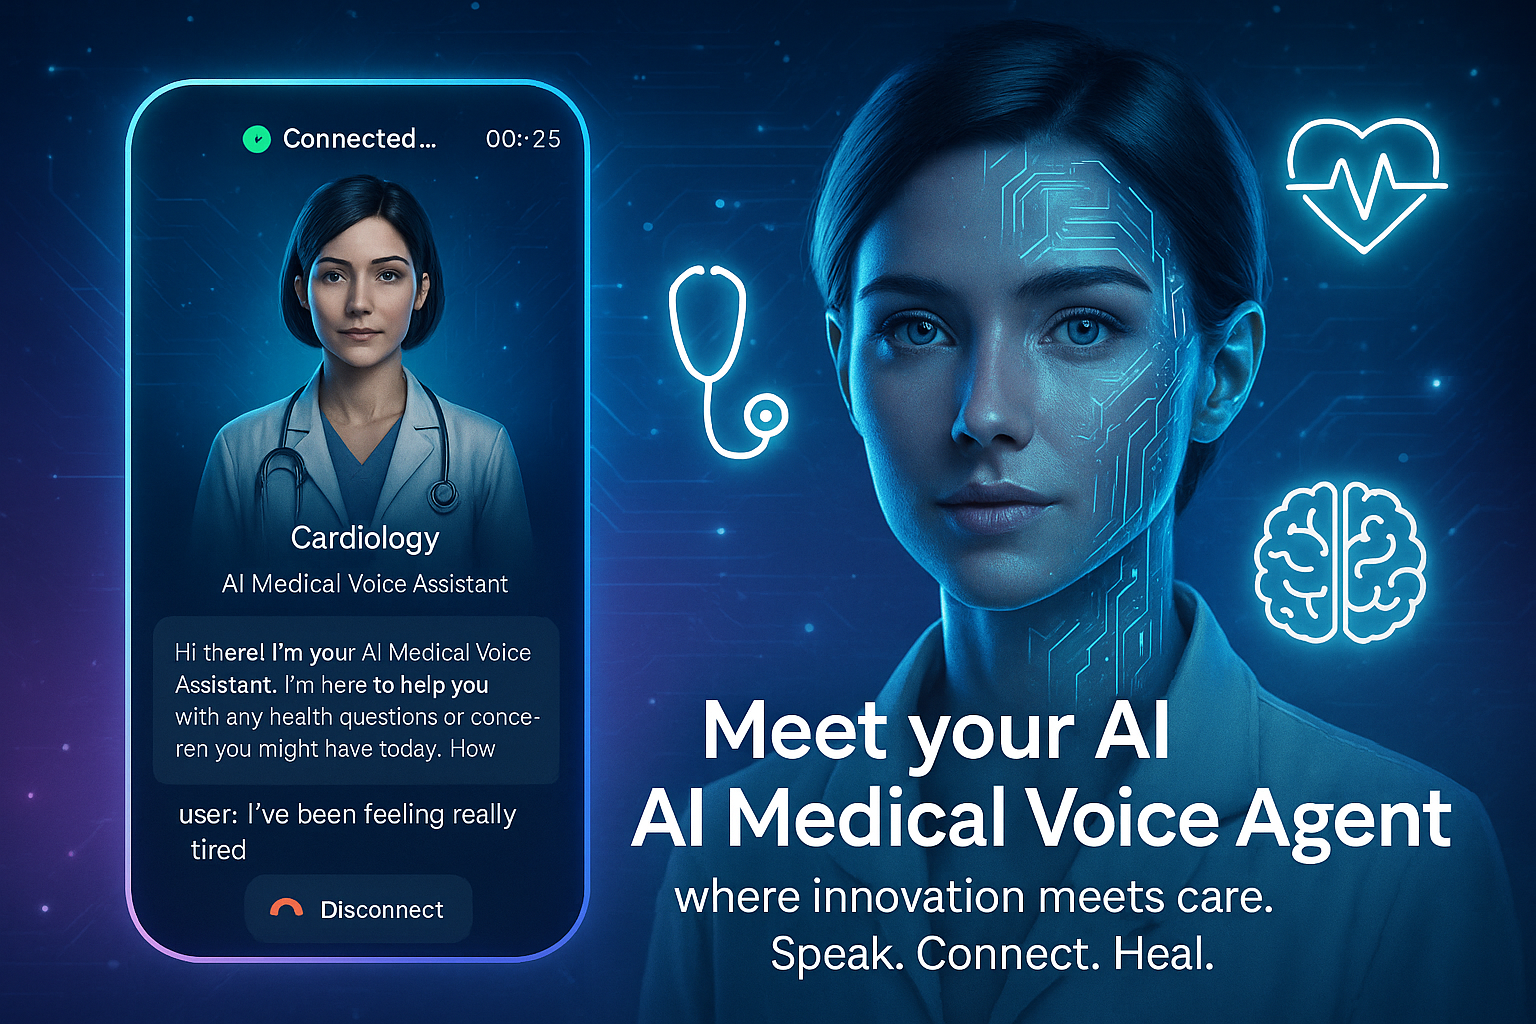 Connected... 00:·25
Cardiology
AI Medical Voice Assistant
Hi therel I'm your AI Medical Voice
Assistant. I'm here to help you
with any health questions or conce-
ren you might have today. How
user: I've been feeling really
tired
Disconnect
Meet your AI
AI Medical Voice Agent
where innovation meets care.
Speak. Connect. Heal.